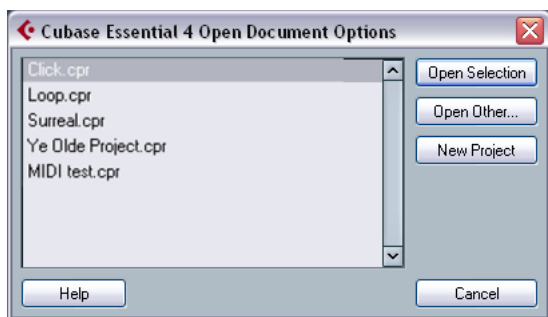 Cubase Essential 4 Open Document Options
Click.cpr
Loop.cpr
Surreal.cpr
Ye Olde Project.cpr
MIDI test.cpr
Open Selection
Open Other...
New Project
Help
Cancel